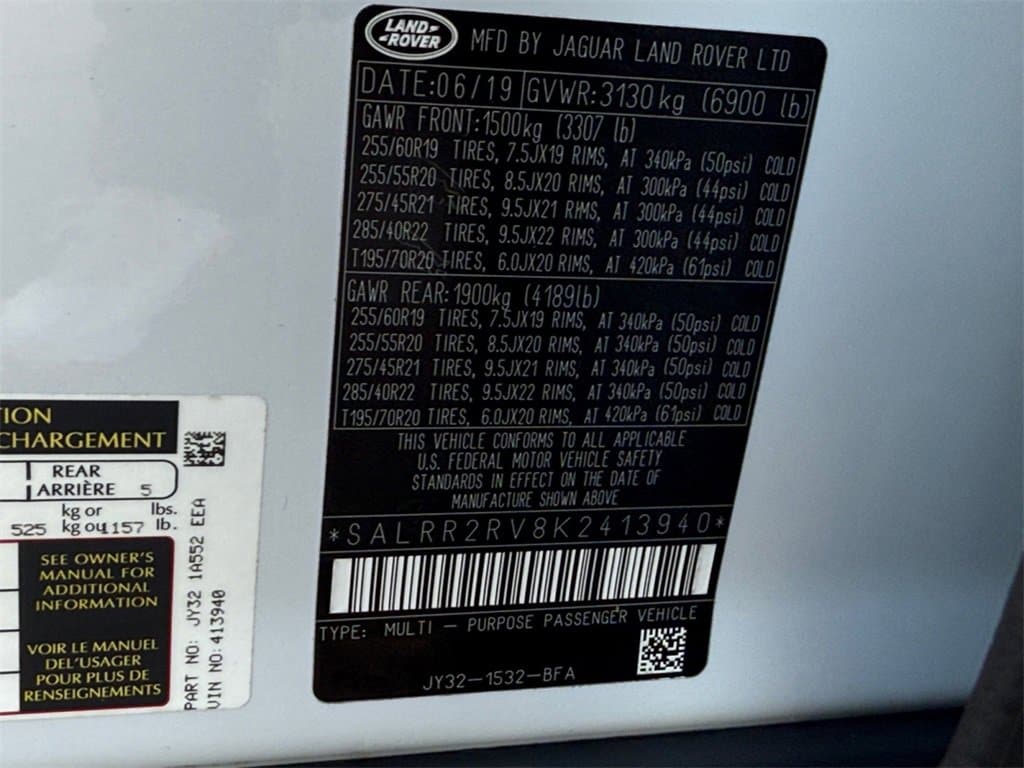 LAND ROVER
MFD BY JAGUAR LAND ROVER LTD
DATE:06/19 GVWR:3130kg (6900 lb)
GAWR FRONT:1500kg (3307 lb)
255/60R19 TIRES, 7.5JX19 RIMS, AT 340kPa (50psi) COLD
255/55R20 TIRES, 8.5JX20 RIMS, AT 300kPa (44psi) COLD
275/45R21 TIRES, 9.5JX21 RIMS, AT 300kPa (44psi) COLD
285/40R22 TIRES, 9.5JX22 RIMS, AT 300kPa (44psi) COLD
T195/70R20 TIRES, 6.0JX20 RIMS, AT 420kPa (61psi) COLD
GAWR REAR:1900kg (4189lb)
255/60R19 TIRES, 7.5JX19 RIMS, AT 340kPa (50psi) COLD
255/55R20 TIRES, 8.5JX20 RIMS, AT 340kPa (50psi) COLD
275/45R21 TIRES, 9.5JX21 RIMS, AT 340kPa (50psi) COLD
285/40R22 TIRES, 9.5JX22 RIMS, AT 340kPa (50psi) COLD
T195/70R20 TIRES, 6.0JX20 RIMS, AT 420kPa (61psi) COLD
THIS VEHICLE CONFORMS TO ALL APPLICABLE
U.S. FEDERAL MOTOR VEHICLE SAFETY
STANDARDS IN EFFECT ON THE DATE OF
MANUFACTURE SHOWN ABOVE
*SALRR2RV8K2413940*
TYPE: MULTI - PURPOSE PASSENGER VEHICLE
JY32-1532-BFA
TION
CHARGEMENT
REAR
ARRIÈRE 5
kg or lbs.
525 kg ou 1157 lb.
SEE OWNER'S
MANUAL FOR
ADDITIONAL
INFORMATION
VOIR LE MANUEL
DEL'USAGER
POUR PLUS DE
RENSEIGNEMENTS
PART NO: JY32 1A552 EEA
VIN NO: 413940